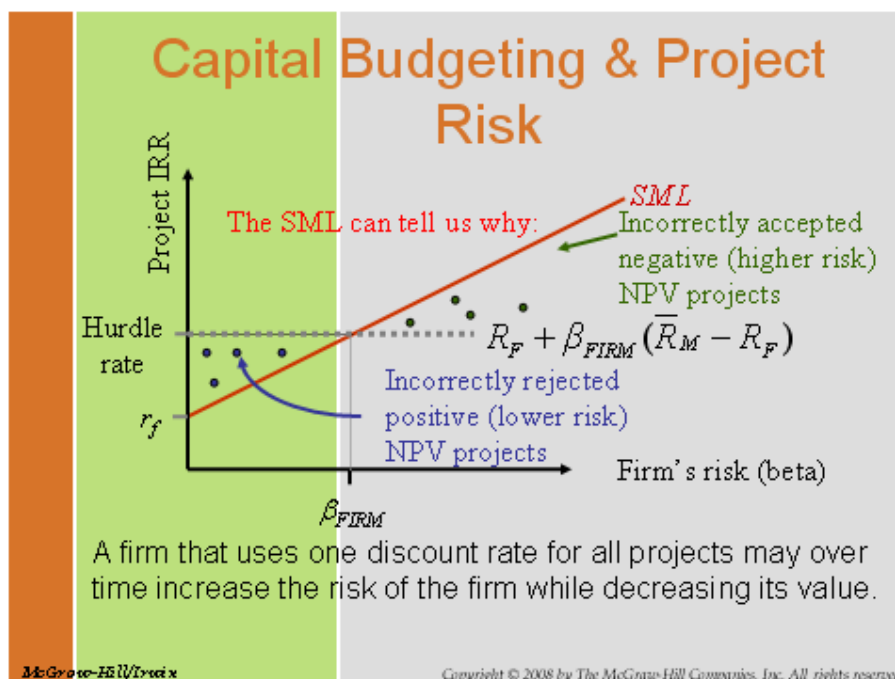 Capital Budgeting & Project
Risk
Project IRR
SML
The SML can tell us why:
Incorrectly accepted
negative (higher risk)
NPV projects
Hurdle
rate
R_F + β_FIRM (R̅_M − R_F)
Incorrectly rejected
positive (lower risk)
NPV projects
r_f
Firm's risk (beta)
β_FIRM
A firm that uses one discount rate for all projects may over
time increase the risk of the firm while decreasing its value.
McGraw-Hill/Irwin
Copyright © 2008 by The McGraw-Hill Companies, Inc. All rights reserve